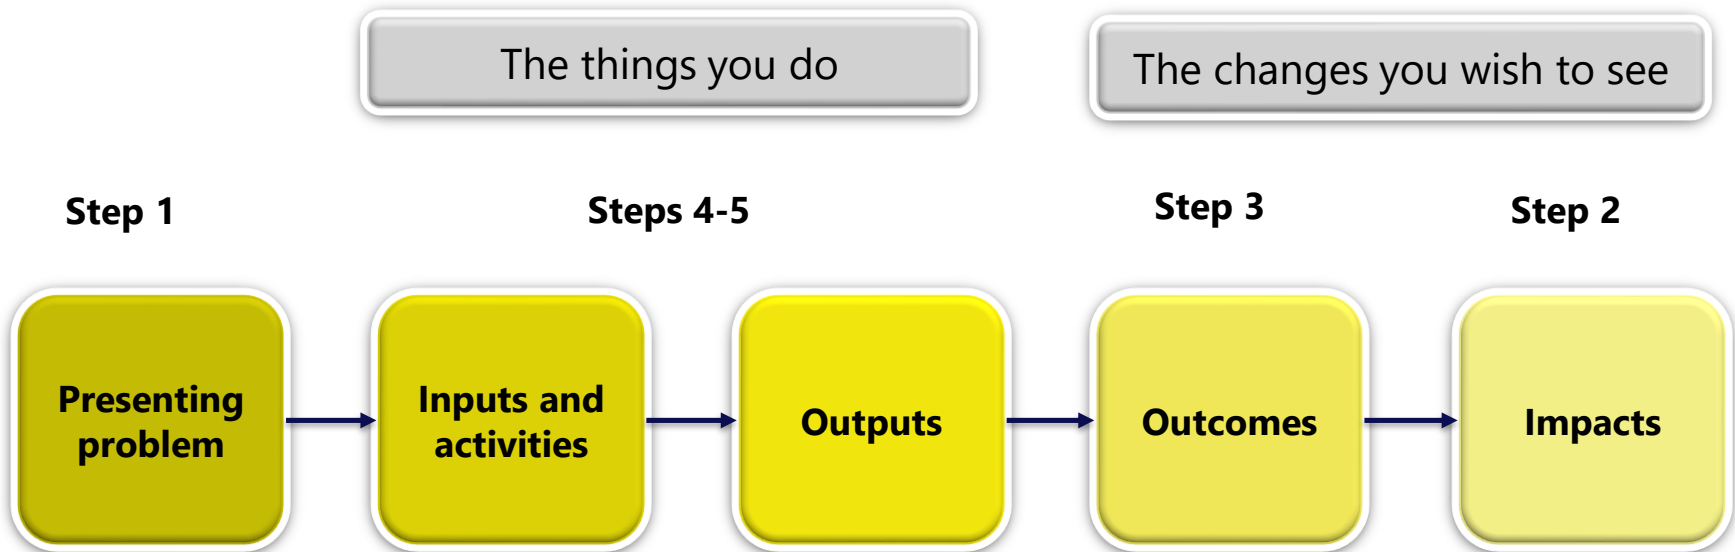 The things you do
The changes you wish to see
Step 1
Steps 4-5
Step 3
Step 2
Presenting
problem
Inputs and
activities
Outputs
Outcomes
Impacts